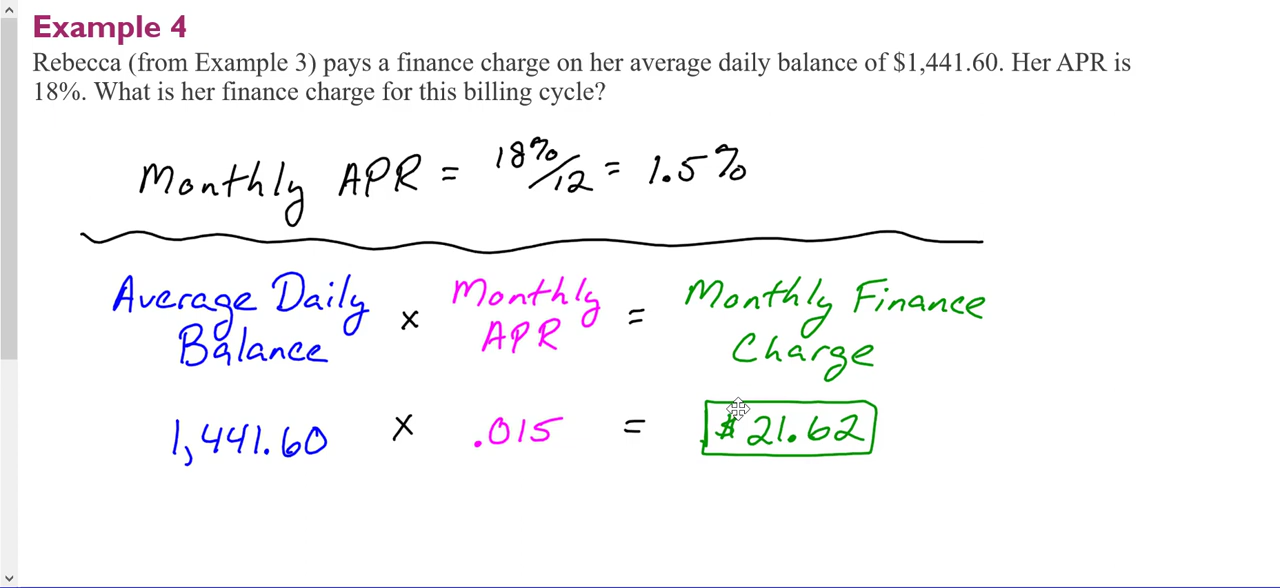 Example 4
Rebecca (from Example 3) pays a finance charge on her average daily balance of $1,441.60. Her APR is
18%. What is her finance charge for this billing cycle?
Monthly APR = 18%/12 = 1.5%
Average Daily Balance × Monthly APR = Monthly Finance Charge
1,441.60 × .015 = $21.62